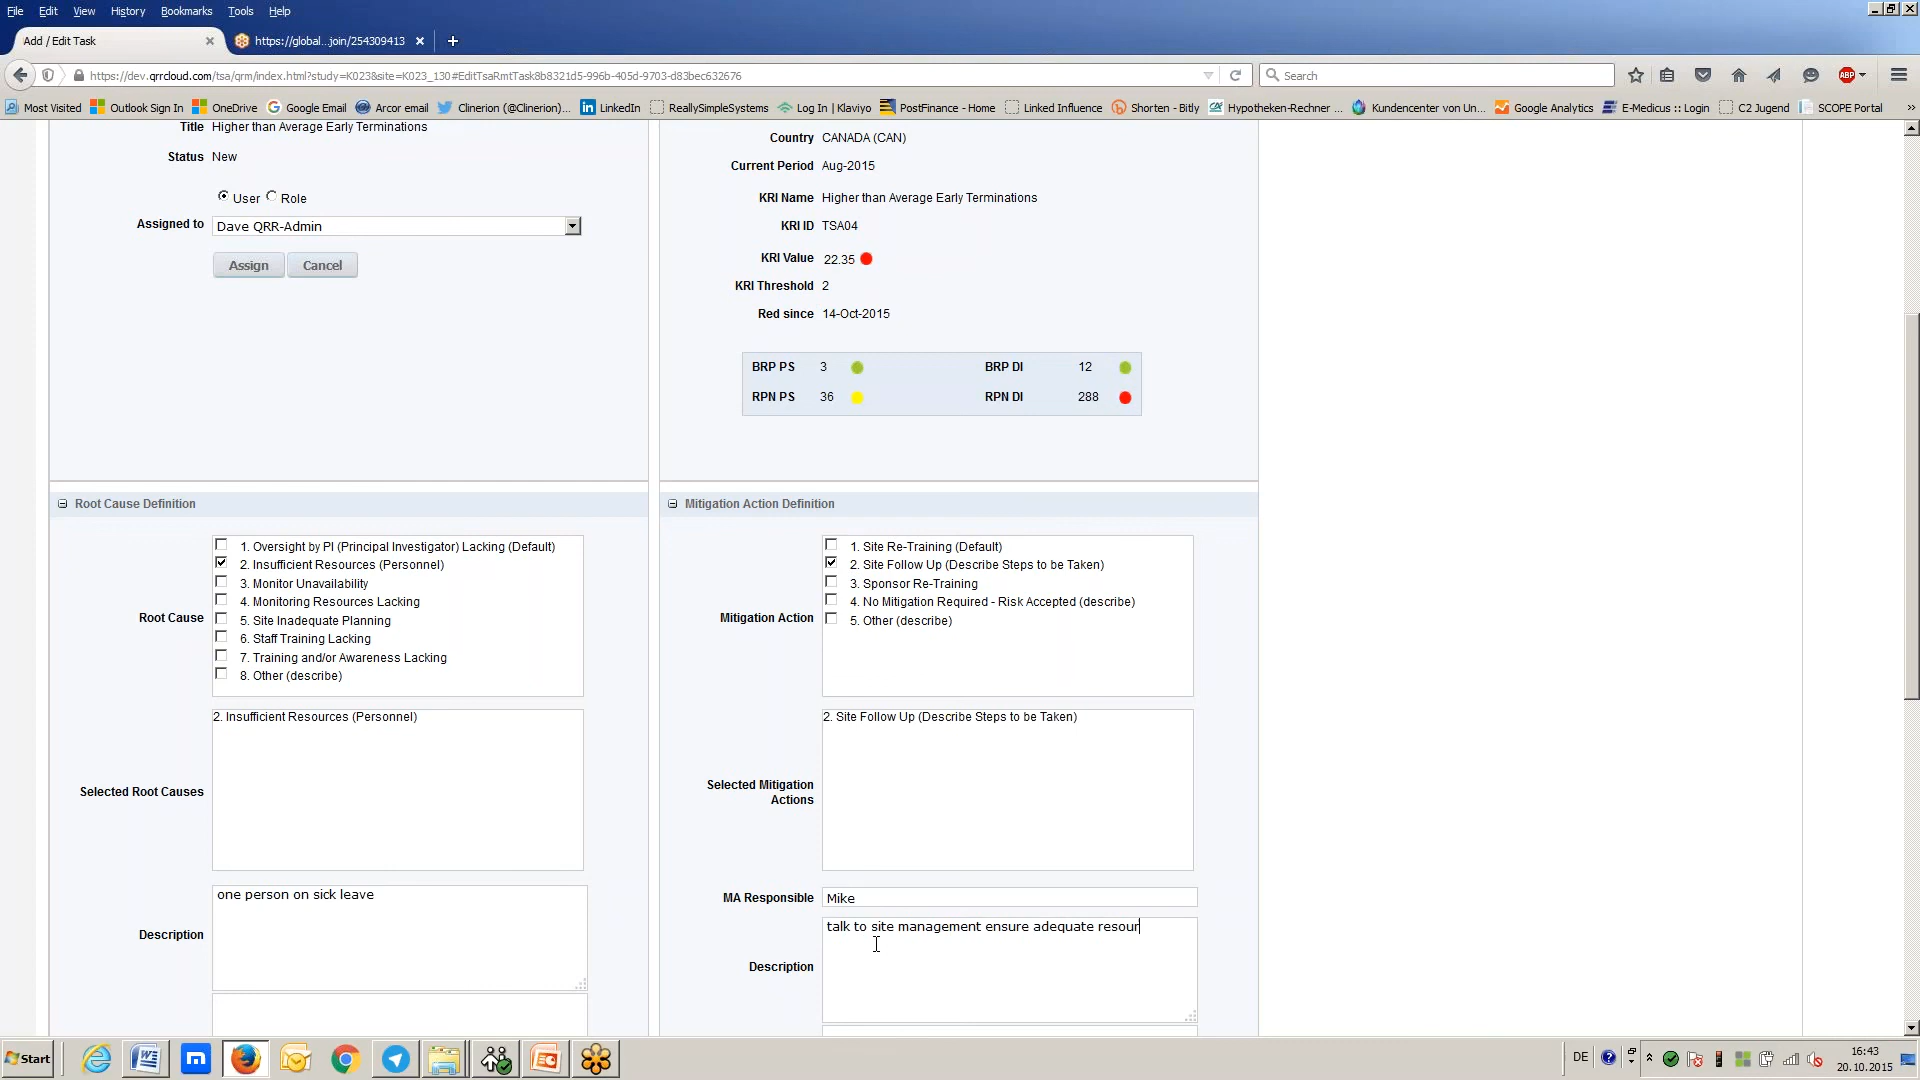 File Edit View History Bookmarks Tools Help
Add / Edit Task
https://global...join/254309413
https://dev.qrrcloud.com/tsa/qrm/index.html?study=K023&site=K023_130#EditTsaRmtTask8b8321d5-996b-405d-9703-d83bec632676
Search
ABP
Most Visited Outlook Sign In OneDrive Google Email Arcor email Clinerion (@Clinerion)... LinkedIn ReallySimpleSystems Log In | Klaviyo PostFinance - Home Linked Influence Shorten - Bitly Hypotheken-Rechner ... Kundencenter von Un... Google Analytics E-Medicus :: Login C2 Jugend SCOPE Portal
Title Higher than Average Early Terminations
Status New
User Role
Assigned to Dave QRR-Admin
Assign Cancel
Country CANADA (CAN)
Current Period Aug-2015
KRI Name Higher than Average Early Terminations
KRI ID TSA04
KRI Value 22.35
KRI Threshold 2
Red since 14-Oct-2015
BRP PS 3 BRP DI 12
RPN PS 36 RPN DI 288
Root Cause Definition
Root Cause
1. Oversight by PI (Principal Investigator) Lacking (Default)
2. Insufficient Resources (Personnel)
3. Monitor Unavailability
4. Monitoring Resources Lacking
5. Site Inadequate Planning
6. Staff Training Lacking
7. Training and/or Awareness Lacking
8. Other (describe)
Selected Root Causes
2. Insufficient Resources (Personnel)
Description
one person on sick leave
Mitigation Action Definition
Mitigation Action
1. Site Re-Training (Default)
2. Site Follow Up (Describe Steps to be Taken)
3. Sponsor Re-Training
4. No Mitigation Required - Risk Accepted (describe)
5. Other (describe)
Selected Mitigation
Actions
2. Site Follow Up (Describe Steps to be Taken)
MA Responsible Mike
Description
talk to site management ensure adequate resour
Start
DE
16:43
20.10.2015